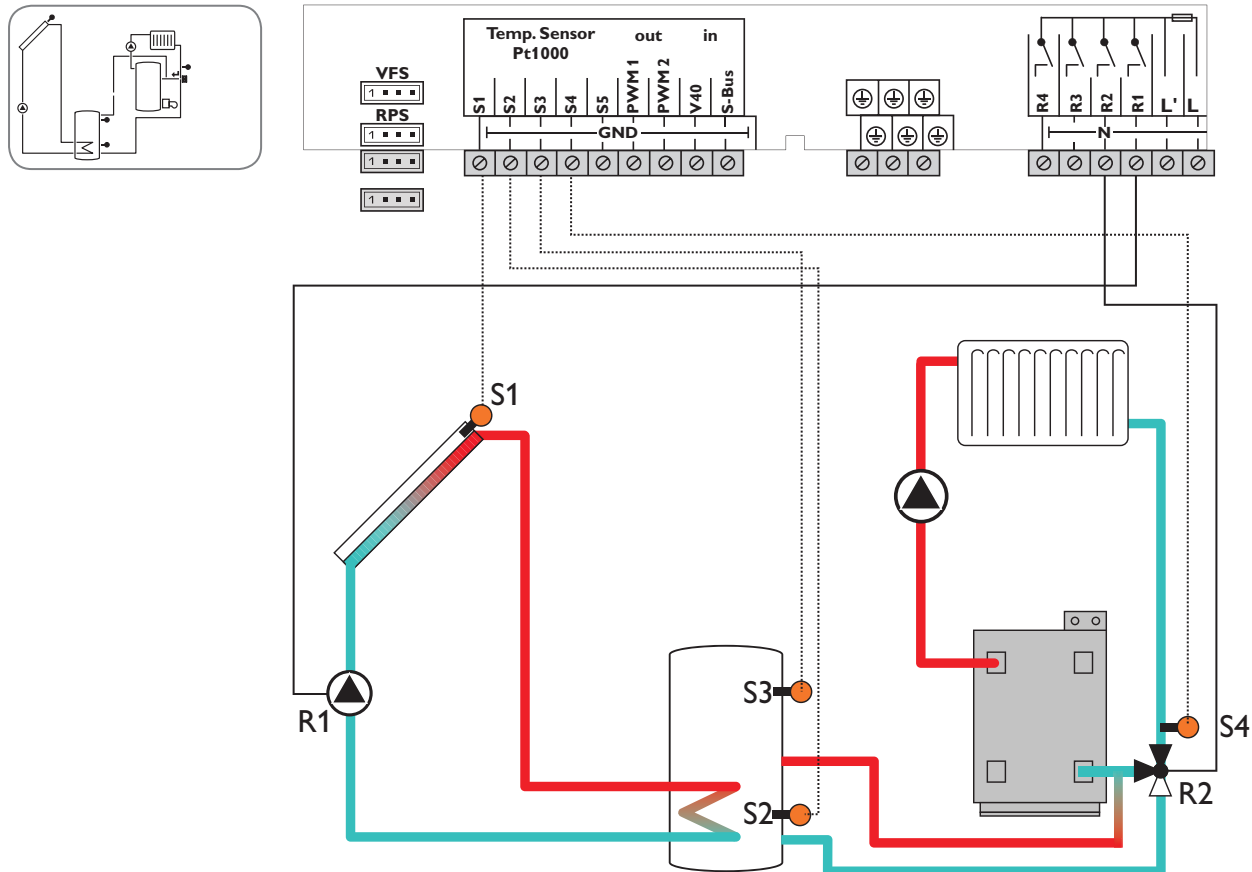 Temp. Sensor out in
Pt1000
VFS
1
RPS
1
1
1
S1 S2 S3 S4 S5 PWM 1 PWM 2 V40 S-Bus
GND
R4 R3 R2 R1 L' L
N
S1
S3
R1
S2
S4
R2